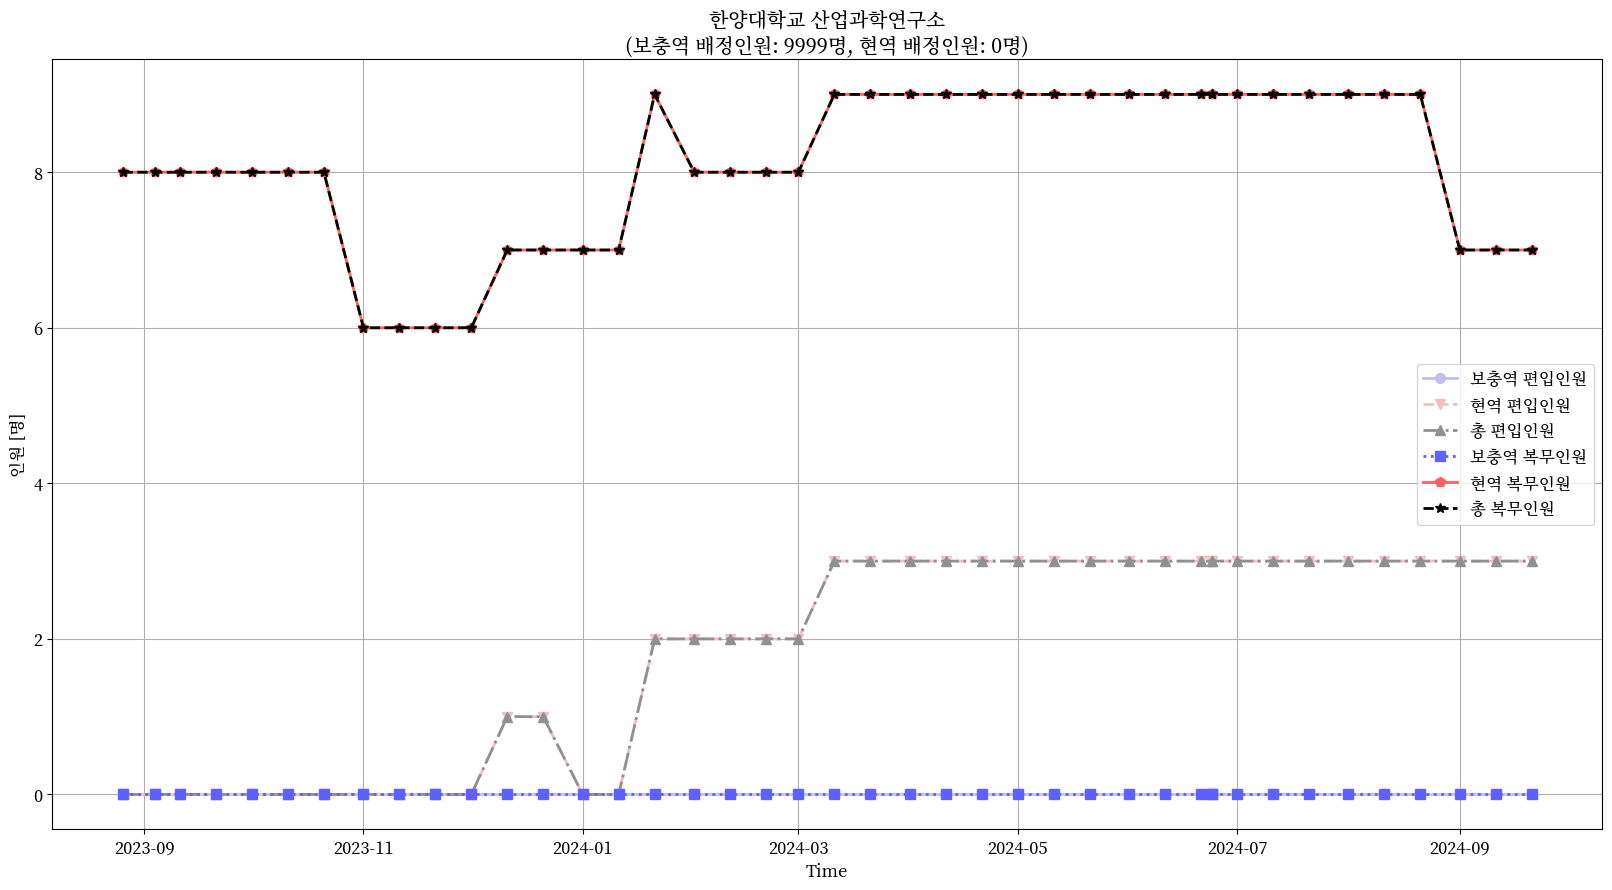 한양대학교 산업과학연구소
(보충역 배정인원: 9999명, 현역 배정인원: 0명)
인원 [명]
8
6
4
2
0
보충역 편입인원
현역 편입인원
총 편입인원
보충역 복무인원
현역 복무인원
총 복무인원
2023-09
2023-11
2024-01
2024-03
2024-05
2024-07
2024-09
Time